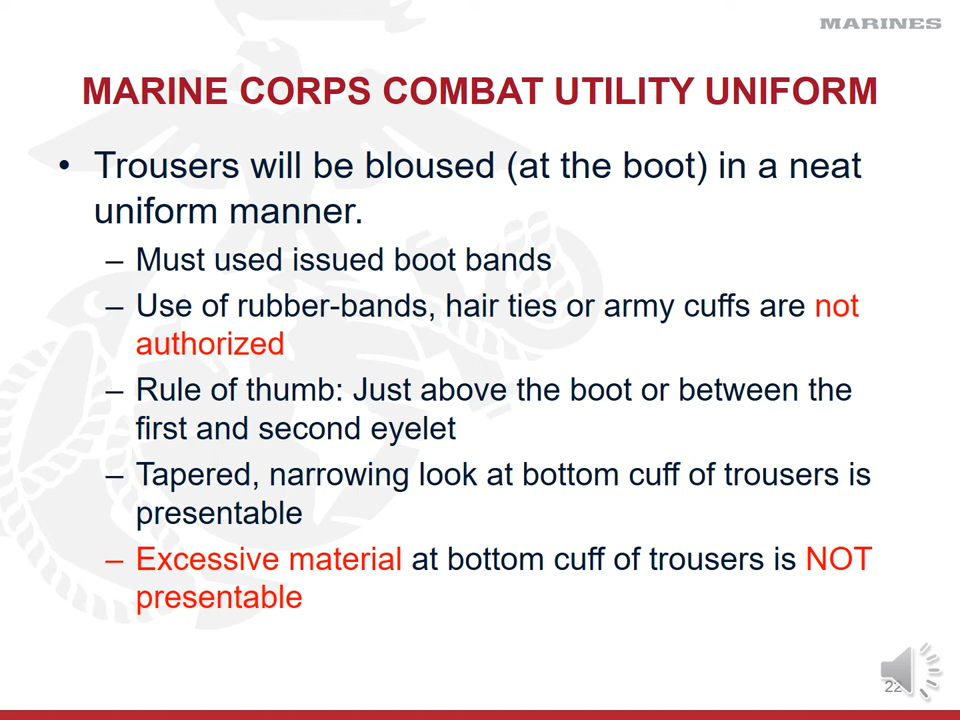 MARINES
MARINE CORPS COMBAT UTILITY UNIFORM
• Trousers will be bloused (at the boot) in a neat
uniform manner.
– Must used issued boot bands
– Use of rubber-bands, hair ties or army cuffs are not
authorized
– Rule of thumb: Just above the boot or between the
first and second eyelet
– Tapered, narrowing look at bottom cuff of trousers is
presentable
– Excessive material at bottom cuff of trousers is NOT
presentable